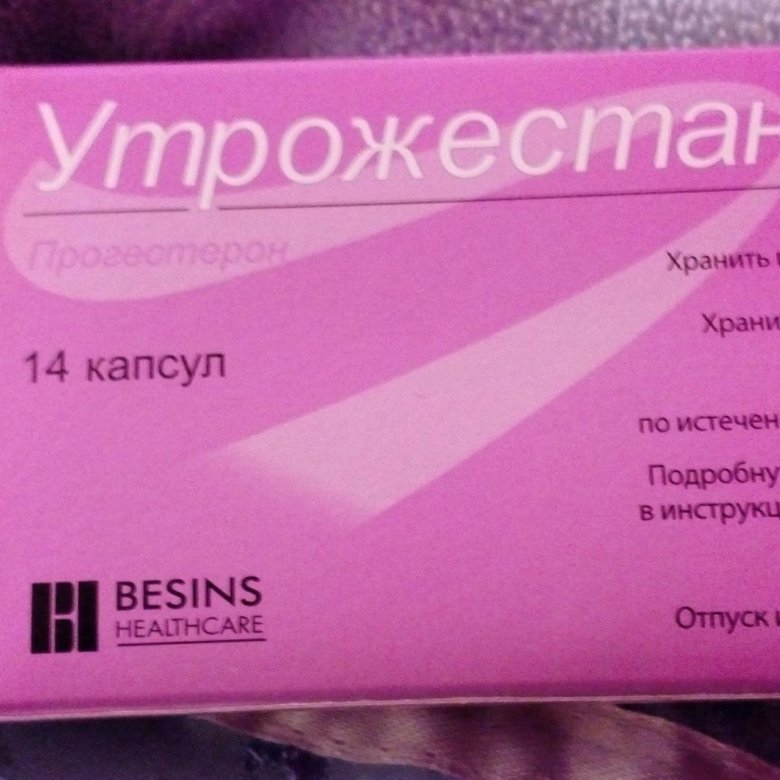 Утрожестан
Прогестерон
Хранить
14 капсул
Храни
по истечен
Подробну
в инструкц
BESINS
HEALTHCARE
Отпуск